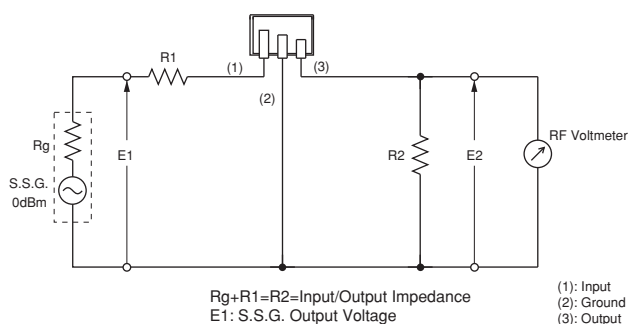 R1
(1)
(3)
(2)
Rg
E1
R2
E2
RF Voltmeter
S.S.G.
0dBm
Rg+R1=R2=Input/Output Impedance
E1: S.S.G. Output Voltage
(1): Input
(2): Ground
(3): Output